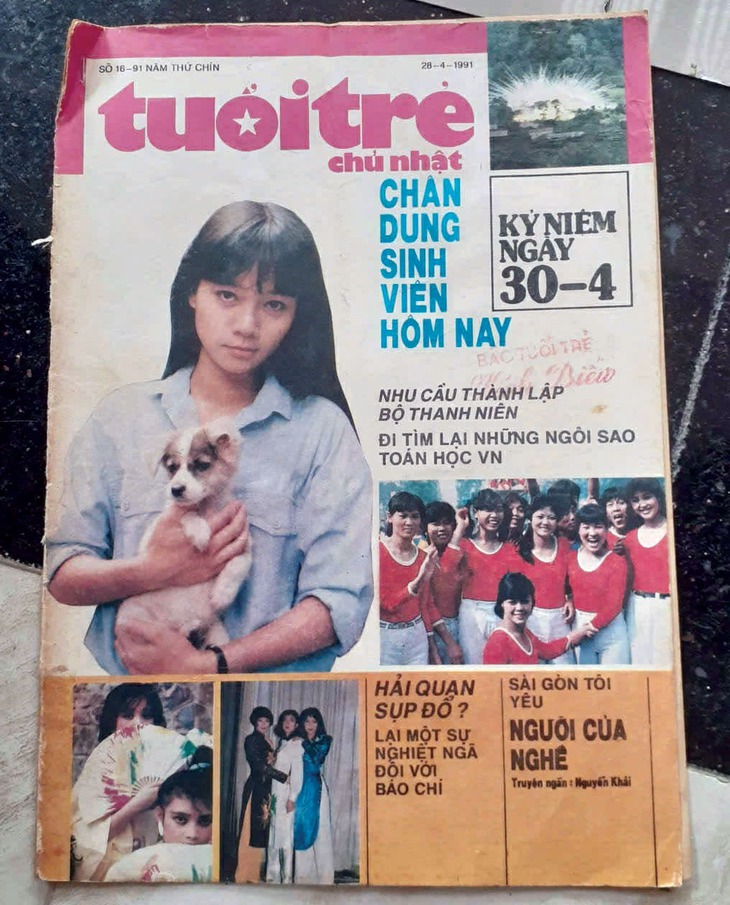 SỐ 16-91 NĂM THỨ CHÍN
28-4-1991
tuổi trẻ
chủ nhật
CHÂN
DUNG
SINH
VIÊN
HÔM NAY
KỶ NIỆM
NGÀY
30-4
BÁO TUỔI TRẺ
Kính Biếu
NHU CẦU THÀNH LẬP
BỘ THANH NIÊN
ĐI TÌM LẠI NHỮNG NGÔI SAO
TOÁN HỌC VN
HẢI QUAN
SỤP ĐỔ?
LẠI MỘT SỰ
NGHIỆT NGÃ
ĐỐI VỚI
BÁO CHÍ
SÀI GÒN TÔI
YÊU
NGƯỜI CỦA
NGHỀ
Truyện ngắn: Nguyễn Khải